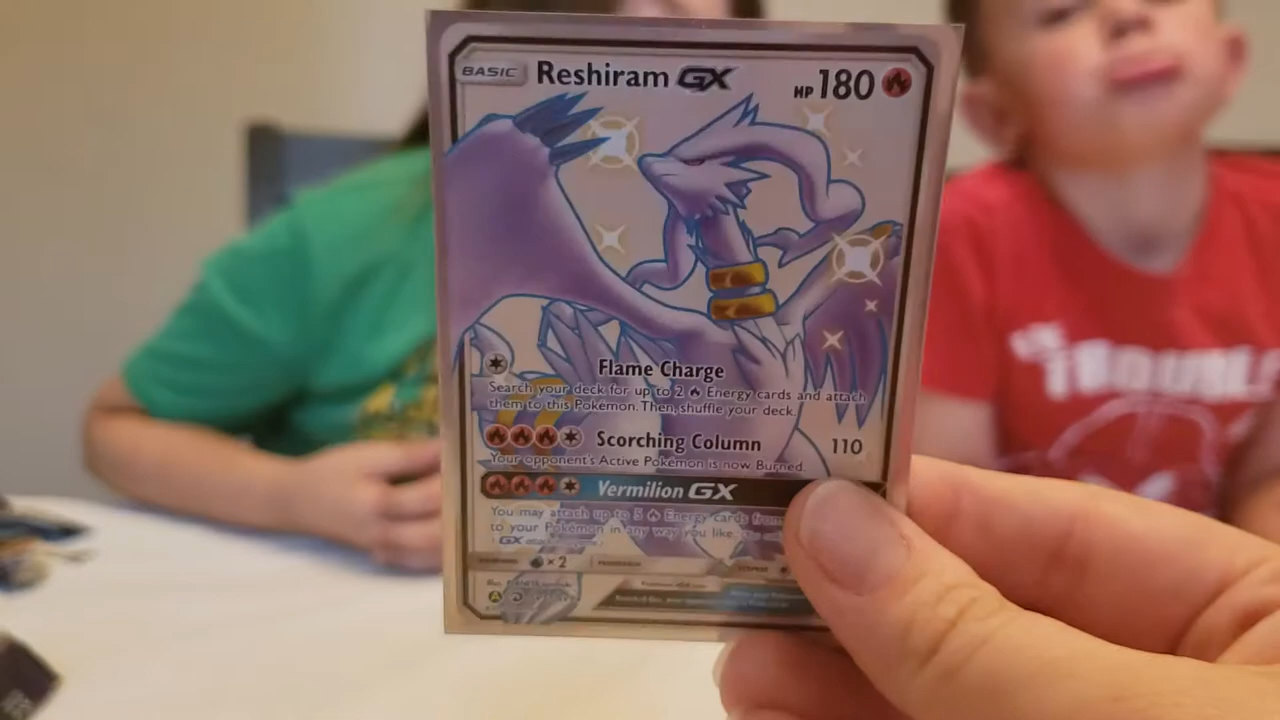 BASIC Reshiram GX HP 180
Flame Charge
Search your deck for up to 2 Energy cards and attach
them to this Pokémon. Then, shuffle your deck.
Scorching Column 110
Your opponent's Active Pokémon is now Burned.
Vermilion GX
You may attach up to 5 Energy cards from
to your Pokémon in any way you like.
GX
×2